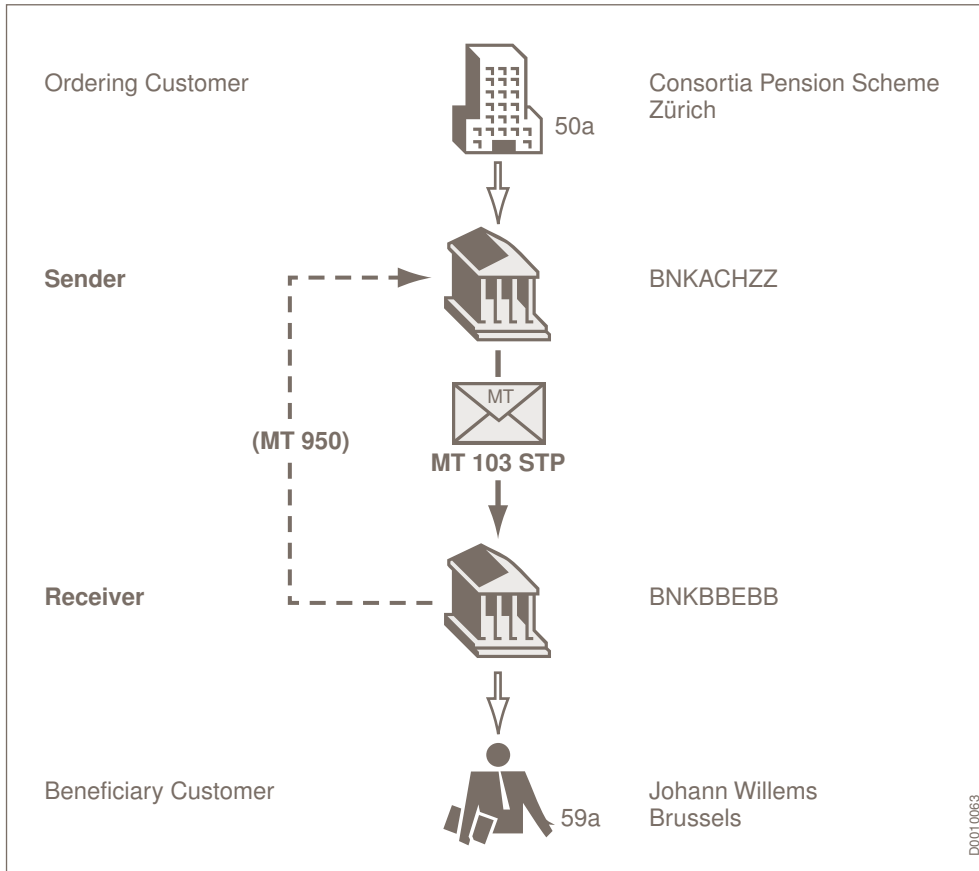 Ordering Customer
50a
Consortia Pension Scheme
Zürich
Sender
BNKACHZZ
MT
(MT 950)
MT 103 STP
Receiver
BNKBBEBB
Beneficiary Customer
59a
Johann Willems
Brussels
D0010063